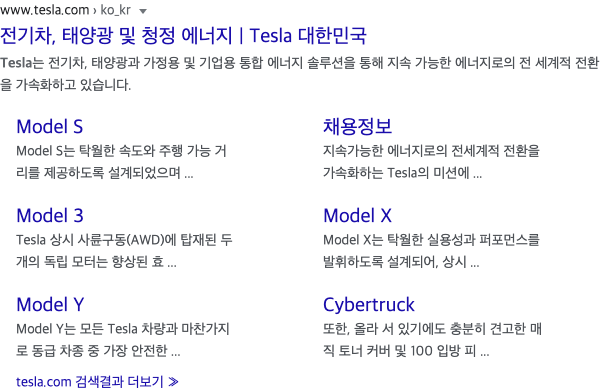 www.tesla.com › ko_kr
전기차, 태양광 및 청정 에너지 | Tesla 대한민국
Tesla는 전기차, 태양광과 가정용 및 기업용 통합 에너지 솔루션을 통해 지속 가능한 에너지로의 전 세계적 전환
을 가속화하고 있습니다.
Model S
Model S는 탁월한 속도와 주행 가능 거
리를 제공하도록 설계되었으며 ...
채용정보
지속가능한 에너지로의 전세계적 전환을
가속화하는 Tesla의 미션에 ...
Model 3
Tesla 상시 사륜구동(AWD)에 탑재된 두
개의 독립 모터는 향상된 효 ...
Model X
Model X는 탁월한 실용성과 퍼포먼스를
발휘하도록 설계되어, 상시 ...
Model Y
Model Y는 모든 Tesla 차량과 마찬가지
로 동급 차종 중 가장 안전한 ...
Cybertruck
또한, 올라 서 있기에도 충분히 견고한 매
직 토너 커버 및 100 입방 피 ...
tesla.com 검색결과 더보기 »